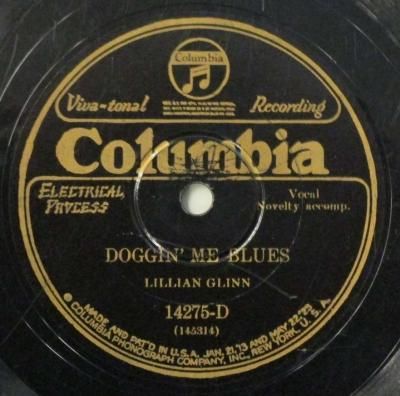 Columbia
Viva-tonal Recording
Columbia
ELECTRICAL PROCESS
Vocal
Novelty accomp.
DOGGIN' ME BLUES
LILLIAN GLINN
14275-D
(145314)
MADE AND PAT'D IN U.S.A. JAN. 21,'13 AND MAY 22,'23
© COLUMBIA PHONOGRAPH COMPANY, INC., NEW YORK, U.S.A.